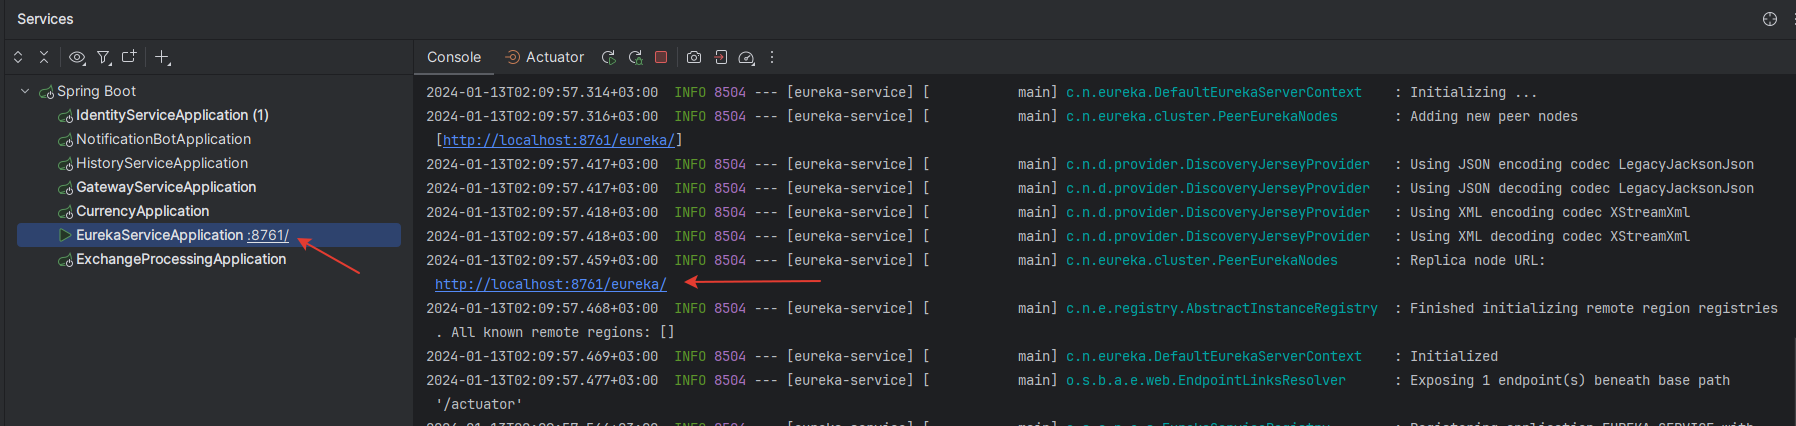 Services
Console Actuator
Spring Boot
IdentityServiceApplication (1)
NotificationBotApplication
HistoryServiceApplication
GatewayServiceApplication
CurrencyApplication
EurekaServiceApplication :8761/
ExchangeProcessingApplication
2024-01-13T02:09:57.314+03:00 INFO 8504 --- [eureka-service] [ main] c.n.eureka.DefaultEurekaServerContext : Initializing ...
2024-01-13T02:09:57.316+03:00 INFO 8504 --- [eureka-service] [ main] c.n.eureka.cluster.PeerEurekaNodes : Adding new peer nodes
[http://localhost:8761/eureka/]
2024-01-13T02:09:57.417+03:00 INFO 8504 --- [eureka-service] [ main] c.n.d.provider.DiscoveryJerseyProvider : Using JSON encoding codec LegacyJacksonJson
2024-01-13T02:09:57.417+03:00 INFO 8504 --- [eureka-service] [ main] c.n.d.provider.DiscoveryJerseyProvider : Using JSON decoding codec LegacyJacksonJson
2024-01-13T02:09:57.418+03:00 INFO 8504 --- [eureka-service] [ main] c.n.d.provider.DiscoveryJerseyProvider : Using XML encoding codec XStreamXml
2024-01-13T02:09:57.418+03:00 INFO 8504 --- [eureka-service] [ main] c.n.d.provider.DiscoveryJerseyProvider : Using XML decoding codec XStreamXml
2024-01-13T02:09:57.459+03:00 INFO 8504 --- [eureka-service] [ main] c.n.eureka.cluster.PeerEurekaNodes : Replica node URL:
http://localhost:8761/eureka/
2024-01-13T02:09:57.468+03:00 INFO 8504 --- [eureka-service] [ main] c.n.e.registry.AbstractInstanceRegistry : Finished initializing remote region registries
. All known remote regions: []
2024-01-13T02:09:57.469+03:00 INFO 8504 --- [eureka-service] [ main] c.n.eureka.DefaultEurekaServerContext : Initialized
2024-01-13T02:09:57.477+03:00 INFO 8504 --- [eureka-service] [ main] o.s.b.a.e.web.EndpointLinksResolver : Exposing 1 endpoint(s) beneath base path
'/actuator'